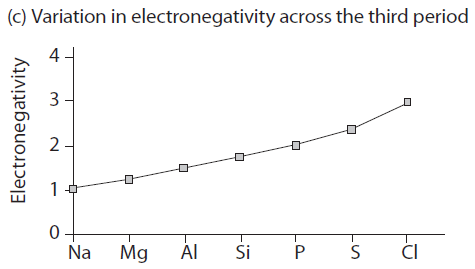 (c) Variation in electronegativity across the third period
Electronegativity
4
3
2
1
0
Na Mg Al Si P S Cl